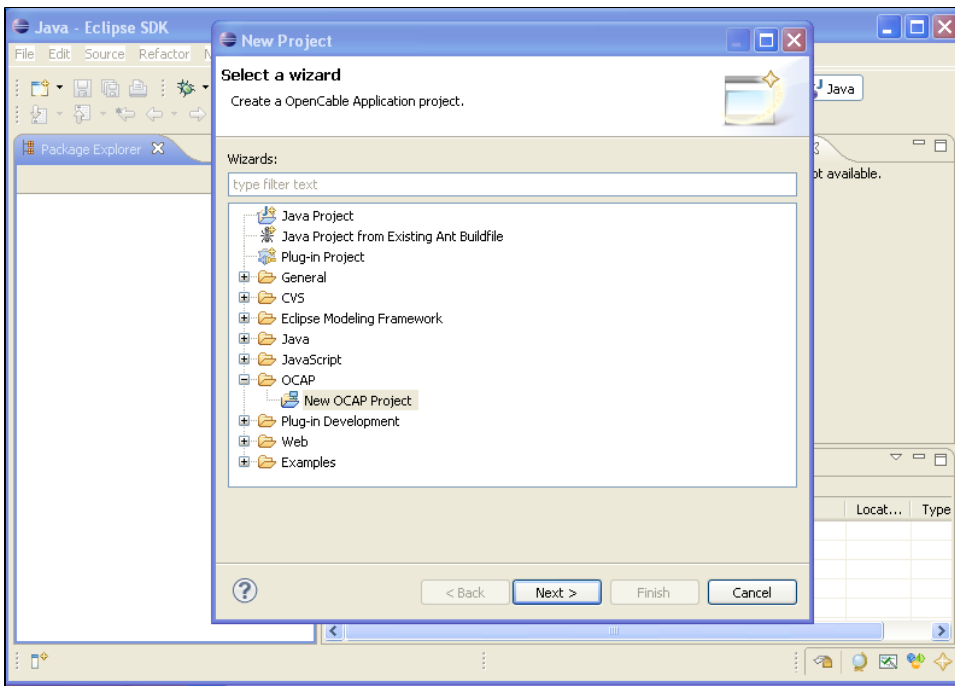 Java - Eclipse SDK
File Edit Source Refactor
Java
Package Explorer
available.
Locat... Type
New Project
Select a wizard
Create a OpenCable Application project.
Wizards:
type filter text
Java Project
Java Project from Existing Ant Buildfile
Plug-in Project
General
CVS
Eclipse Modeling Framework
Java
JavaScript
OCAP
New OCAP Project
Plug-in Development
Web
Examples
< Back Next > Finish Cancel